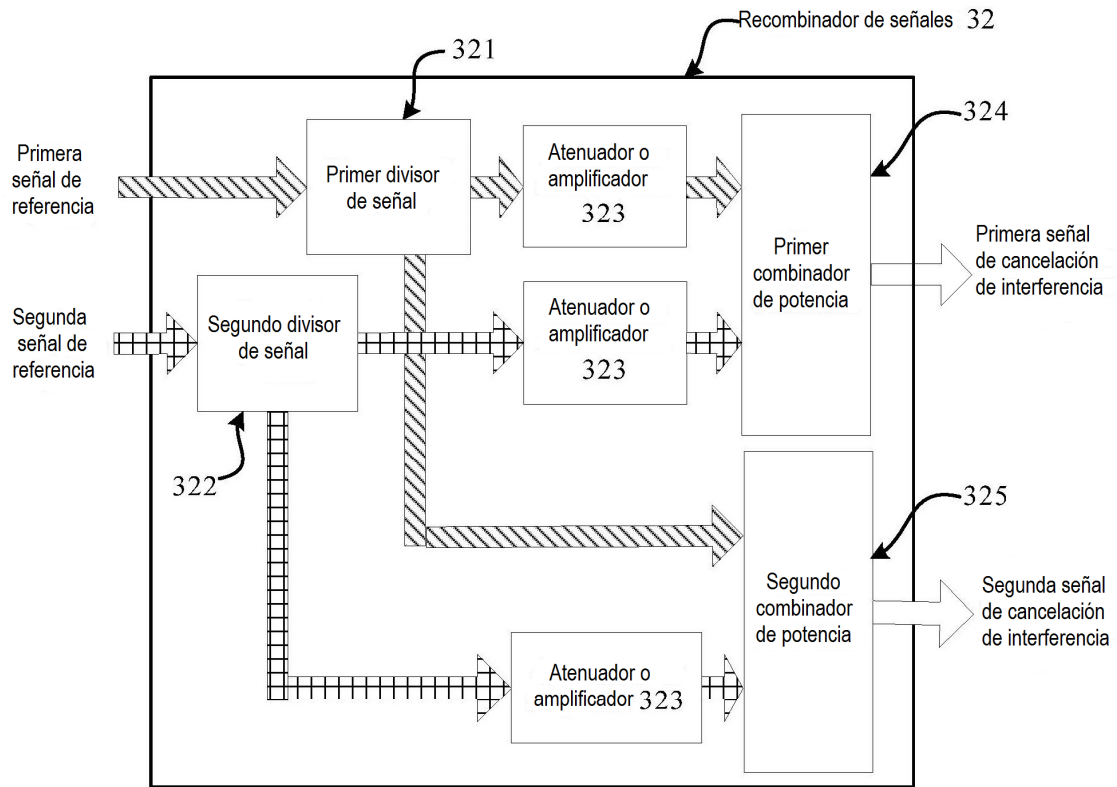 Recombinador de señales 32
321
324
Primera
señal de
referencia
Primer divisor
de señal
Atenuador o
amplificador
323
Primer
combinador
de potencia
Primera señal
de cancelación
de interferencia
Segunda
señal de
referencia
Segundo divisor
de señal
Atenuador o
amplificador
323
322
325
Segundo
combinador
de potencia
Segunda señal
de cancelación
de interferencia
Atenuador o
amplificador 323